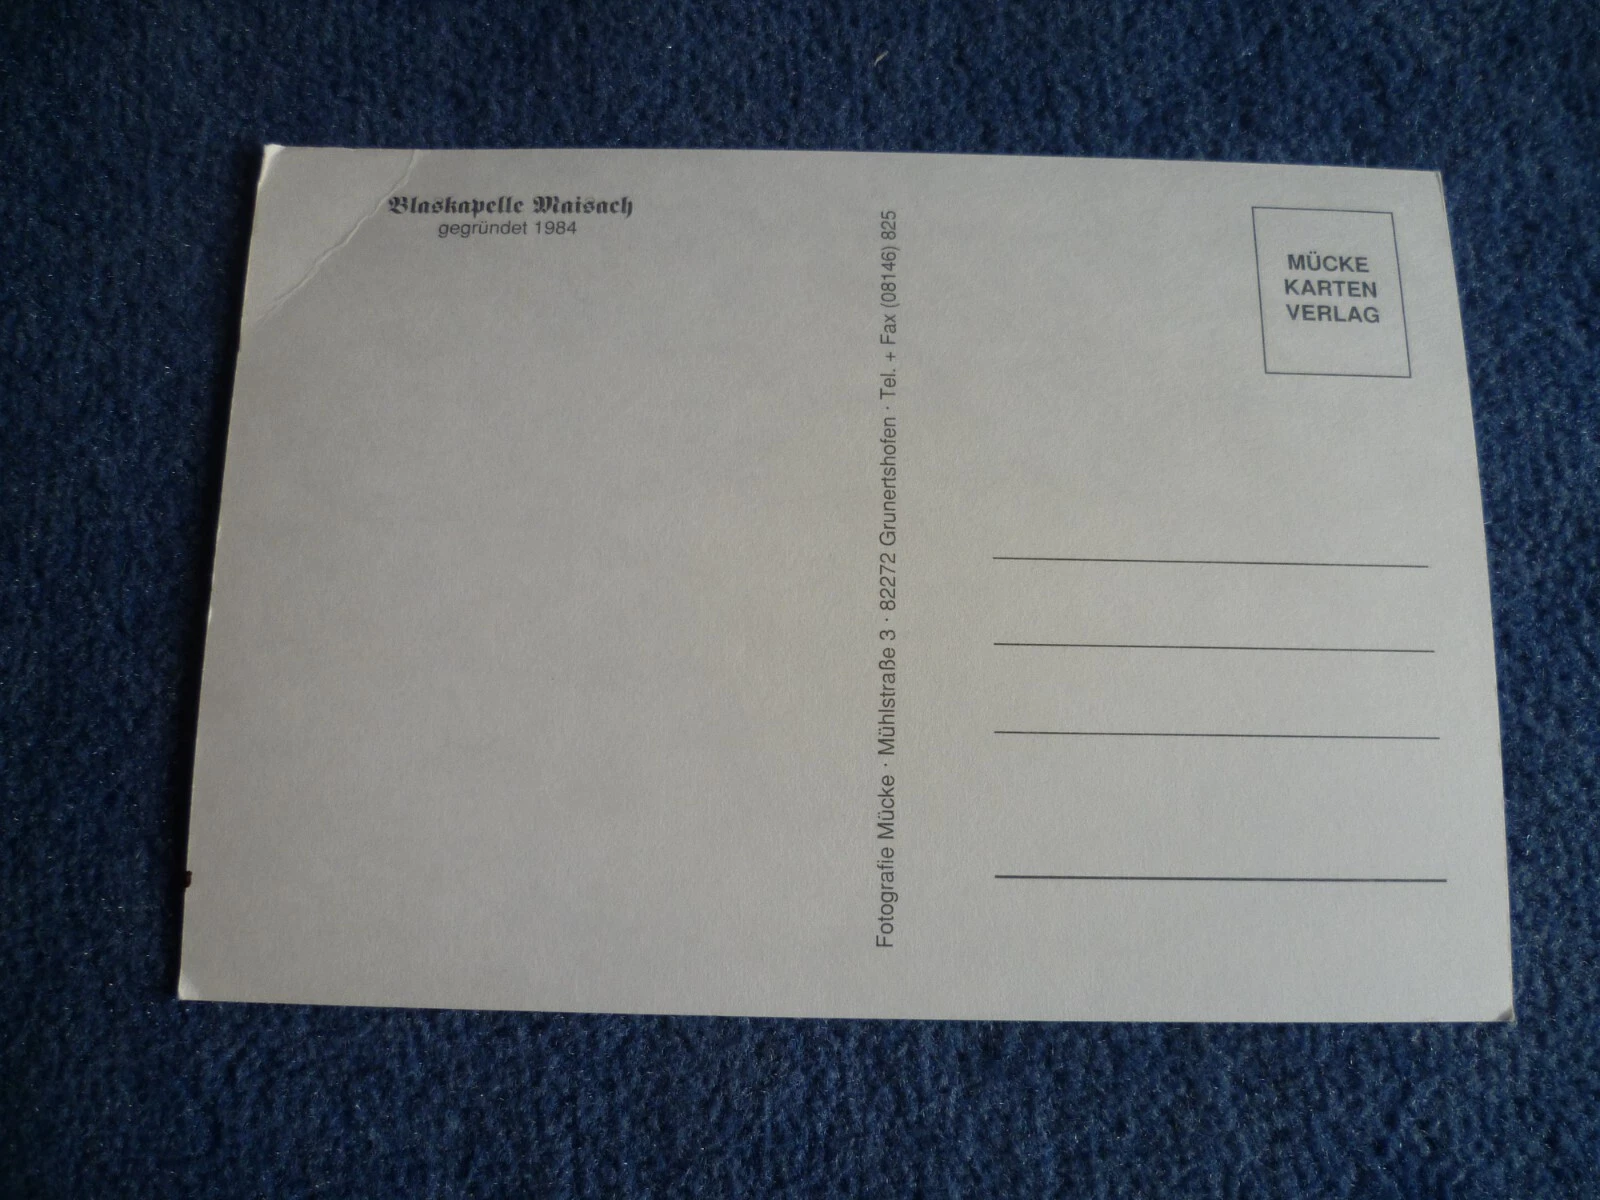 Blaskapelle Maisach
gegründet 1984
Fotografie Mücke · Mühlstraße 3 · 82272 Grunertshofen · Tel. + Fax (08146) 825
MÜCKE
KARTEN
VERLAG